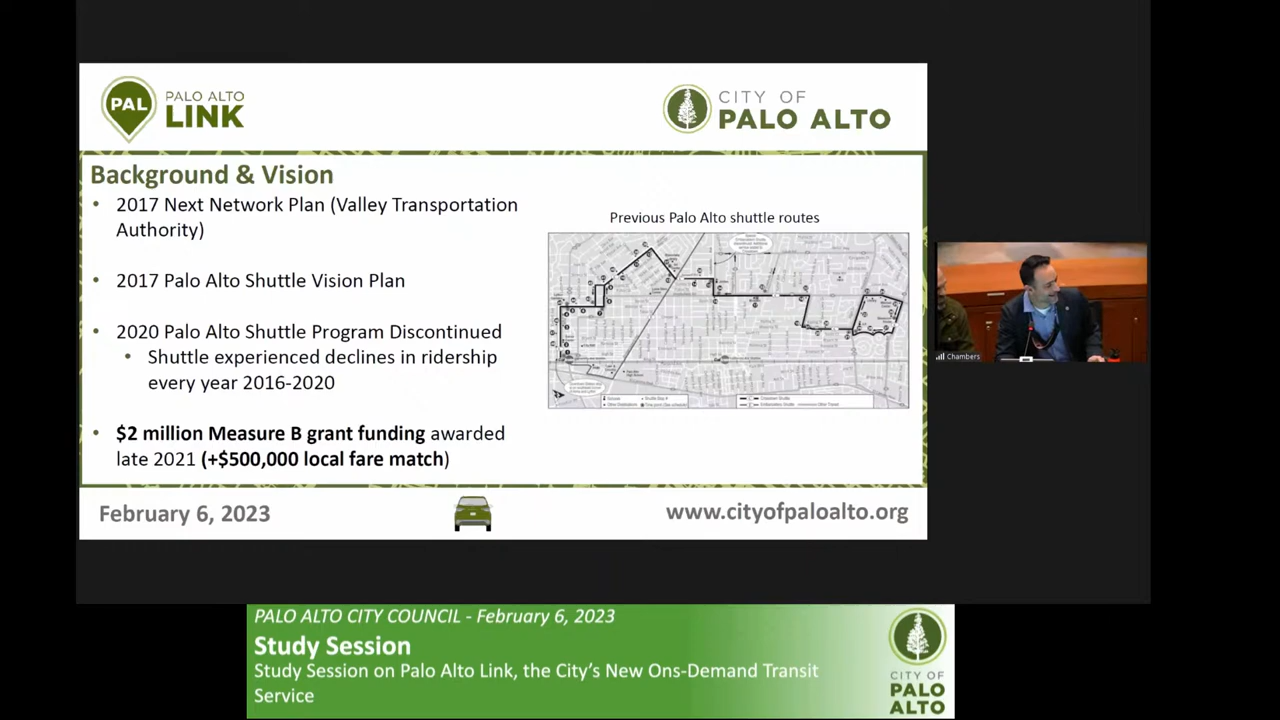 PAL
PALO ALTO
LINK
CITY OF
PALO ALTO
Background & Vision
• 2017 Next Network Plan (Valley Transportation
Authority)
• 2017 Palo Alto Shuttle Vision Plan
• 2020 Palo Alto Shuttle Program Discontinued
• Shuttle experienced declines in ridership
every year 2016-2020
• $2 million Measure B grant funding awarded
late 2021 (+$500,000 local fare match)
Previous Palo Alto shuttle routes
Chambers
February 6, 2023
www.cityofpaloalto.org
PALO ALTO CITY COUNCIL - February 6, 2023
Study Session
Study Session on Palo Alto Link, the City's New Ons-Demand Transit
Service
CITY OF
PALO
ALTO